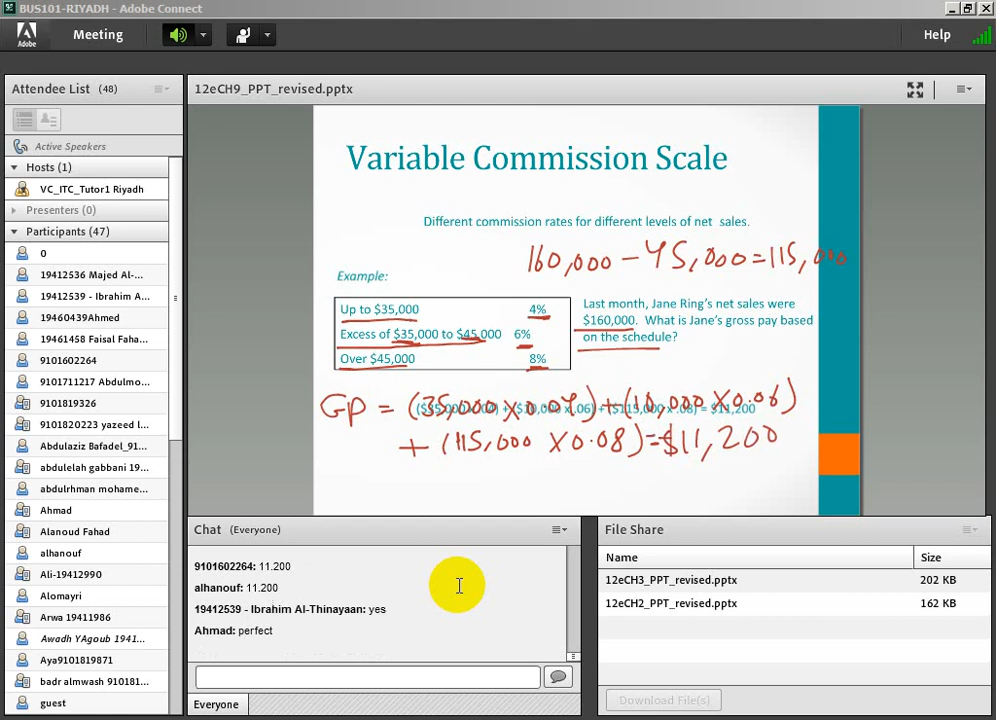 BUS101-RIYADH - Adobe Connect
Adobe
Meeting
Help
Attendee List (48)
Active Speakers
Hosts (1)
VC_ITC_Tutor1 Riyadh
Presenters (0)
Participants (47)
0
19412536 Majed Al-...
19412539 - Ibrahim A...
19460439Ahmed
19461458 Faisal Faha...
9101602264
9101711217 Abdulmo...
9101819326
9101820223 yazeed l...
Abdulaziz Bafadel_91...
abdulelah gabbani 19...
abdulrhman mohame...
Ahmad
Alanoud Fahad
alhanouf
Ali-19412990
Alomayri
Arwa 19411986
Awadh YAgoub 1941...
Aya9101819871
badr almwash 910181...
guest
12eCH9_PPT_revised.pptx
Variable Commission Scale
Different commission rates for different levels of net sales.
160,000 - 45,000 = 115,000
Example:
Up to $35,000 4%
Excess of $35,000 to $45,000 6%
Over $45,000 8%
Last month, Jane Ring's net sales were
$160,000. What is Jane's gross pay based
on the schedule?
GP = (35,000 X 0.04) + (10,000 X 0.06)
+ (115,000 X 0.08) = $11,200
Chat (Everyone)
9101602264: 11.200
alhanouf: 11.200
19412539 - Ibrahim Al-Thinayaan: yes
Ahmad: perfect
Everyone
File Share
Name Size
12eCH3_PPT_revised.pptx 202 KB
12eCH2_PPT_revised.pptx 162 KB
Download File(s)